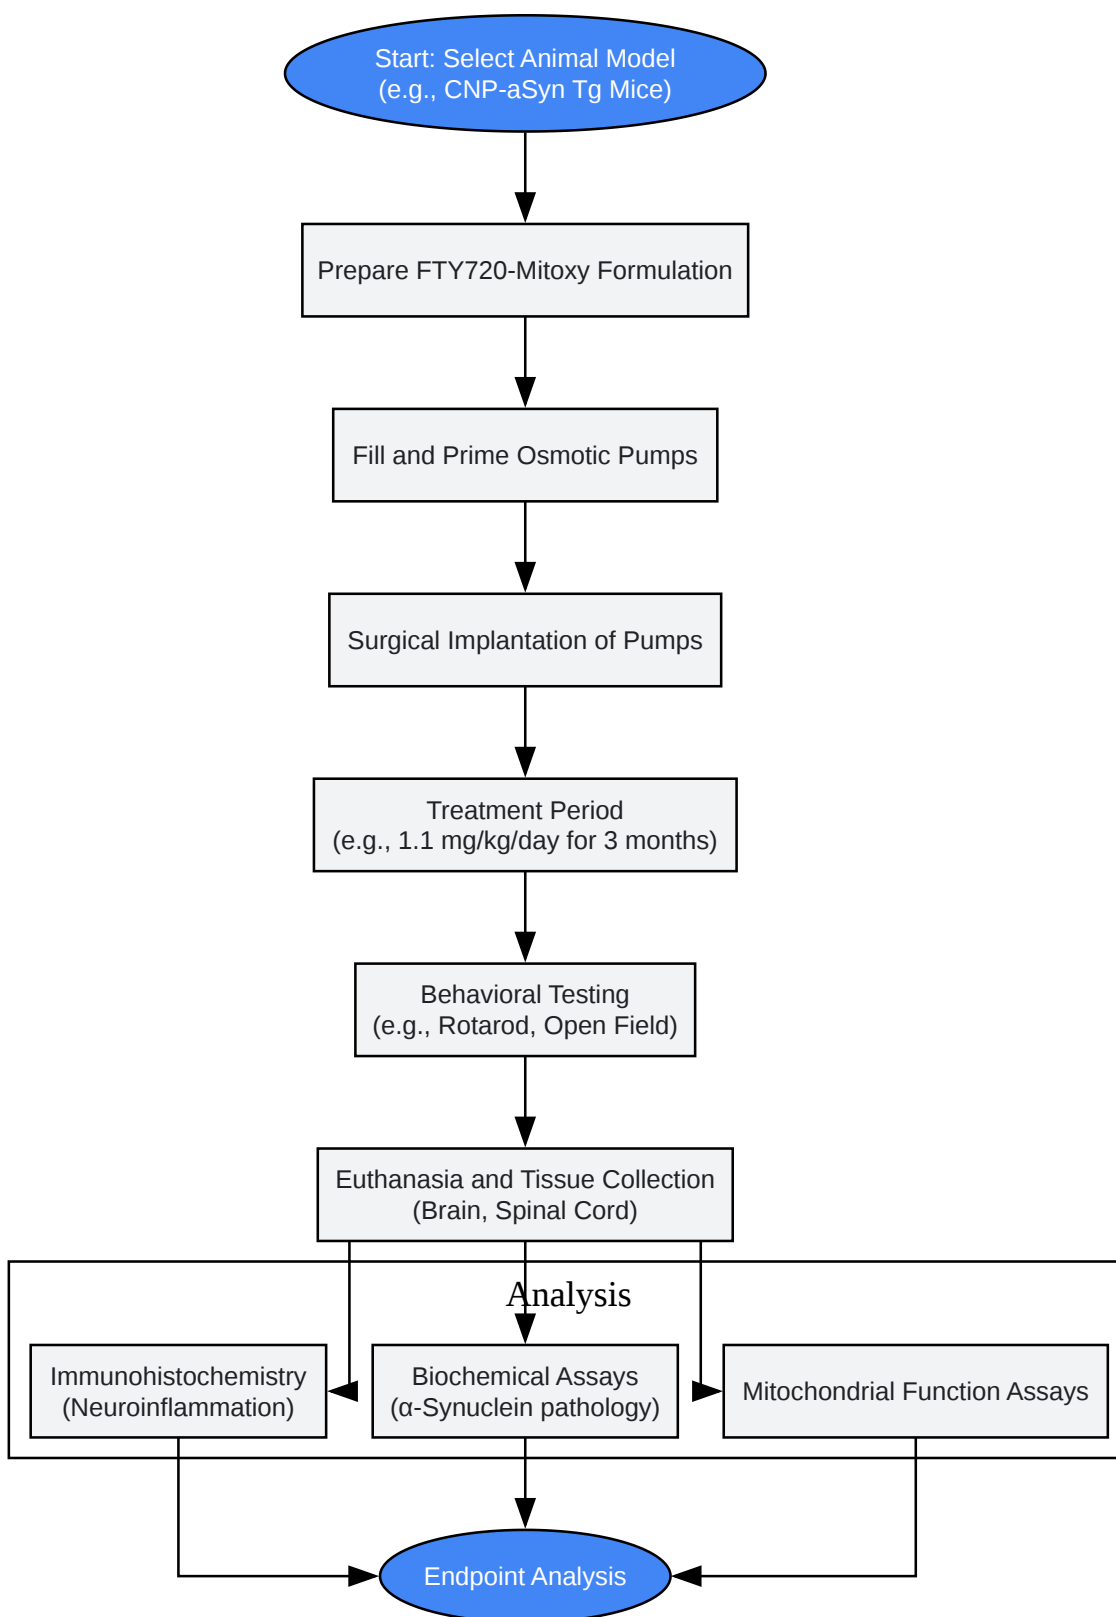 Start: Select Animal Model
(e.g., CNP-aSyn Tg Mice)
Prepare FTY720-Mitoxy Formulation
Fill and Prime Osmotic Pumps
Surgical Implantation of Pumps
Treatment Period
(e.g., 1.1 mg/kg/day for 3 months)
Behavioral Testing
(e.g., Rotarod, Open Field)
Euthanasia and Tissue Collection
(Brain, Spinal Cord)
Analysis
Immunohistochemistry
(Neuroinflammation)
Biochemical Assays
(α-Synuclein pathology)
Mitochondrial Function Assays
Endpoint Analysis